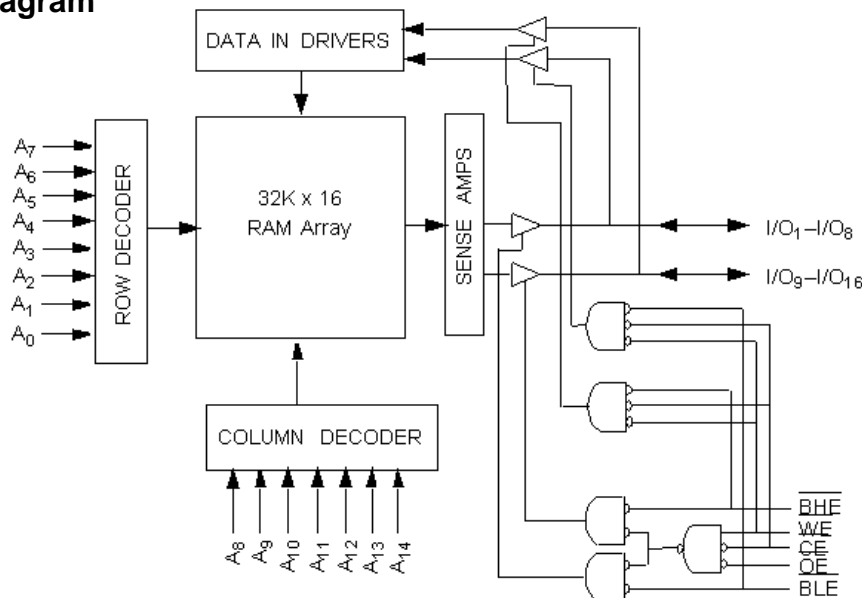 agram
DATA IN DRIVERS
A7
A6
A5
A4
A3
A2
A1
A0
ROW DECODER
32K x 16
RAM Array
SENSE AMPS
I/O1–I/O8
I/O9–I/O16
COLUMN DECODER
A8
A9
A10
A11
A12
A13
A14
BHE
WE
CE
OE
BLE